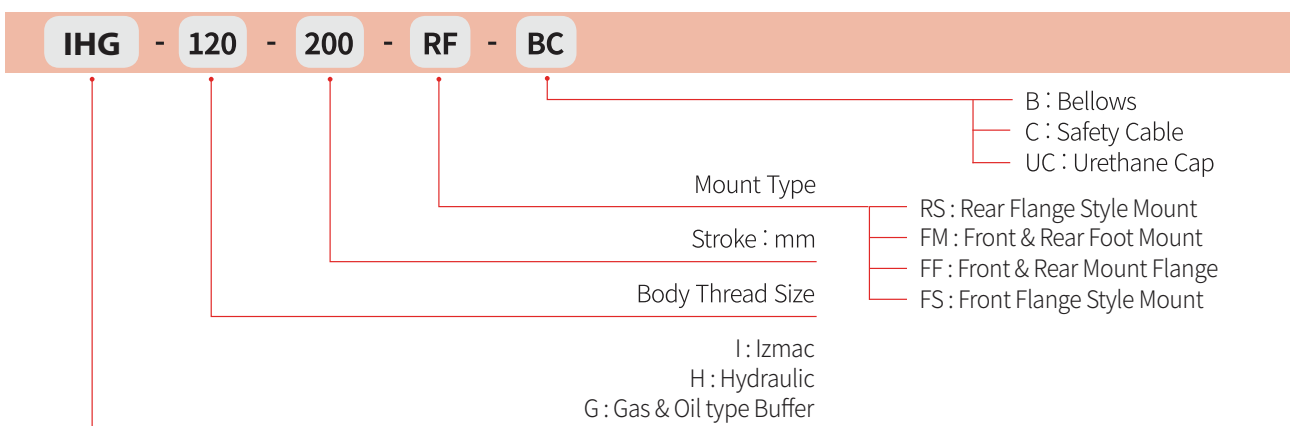 IHG - 120 - 200 - RF - BC
B : Bellows
C : Safety Cable
UC : Urethane Cap
Mount Type
RS : Rear Flange Style Mount
FM : Front & Rear Foot Mount
FF : Front & Rear Mount Flange
FS : Front Flange Style Mount
Stroke : mm
Body Thread Size
I : Izmac
H : Hydraulic
G : Gas & Oil type Buffer